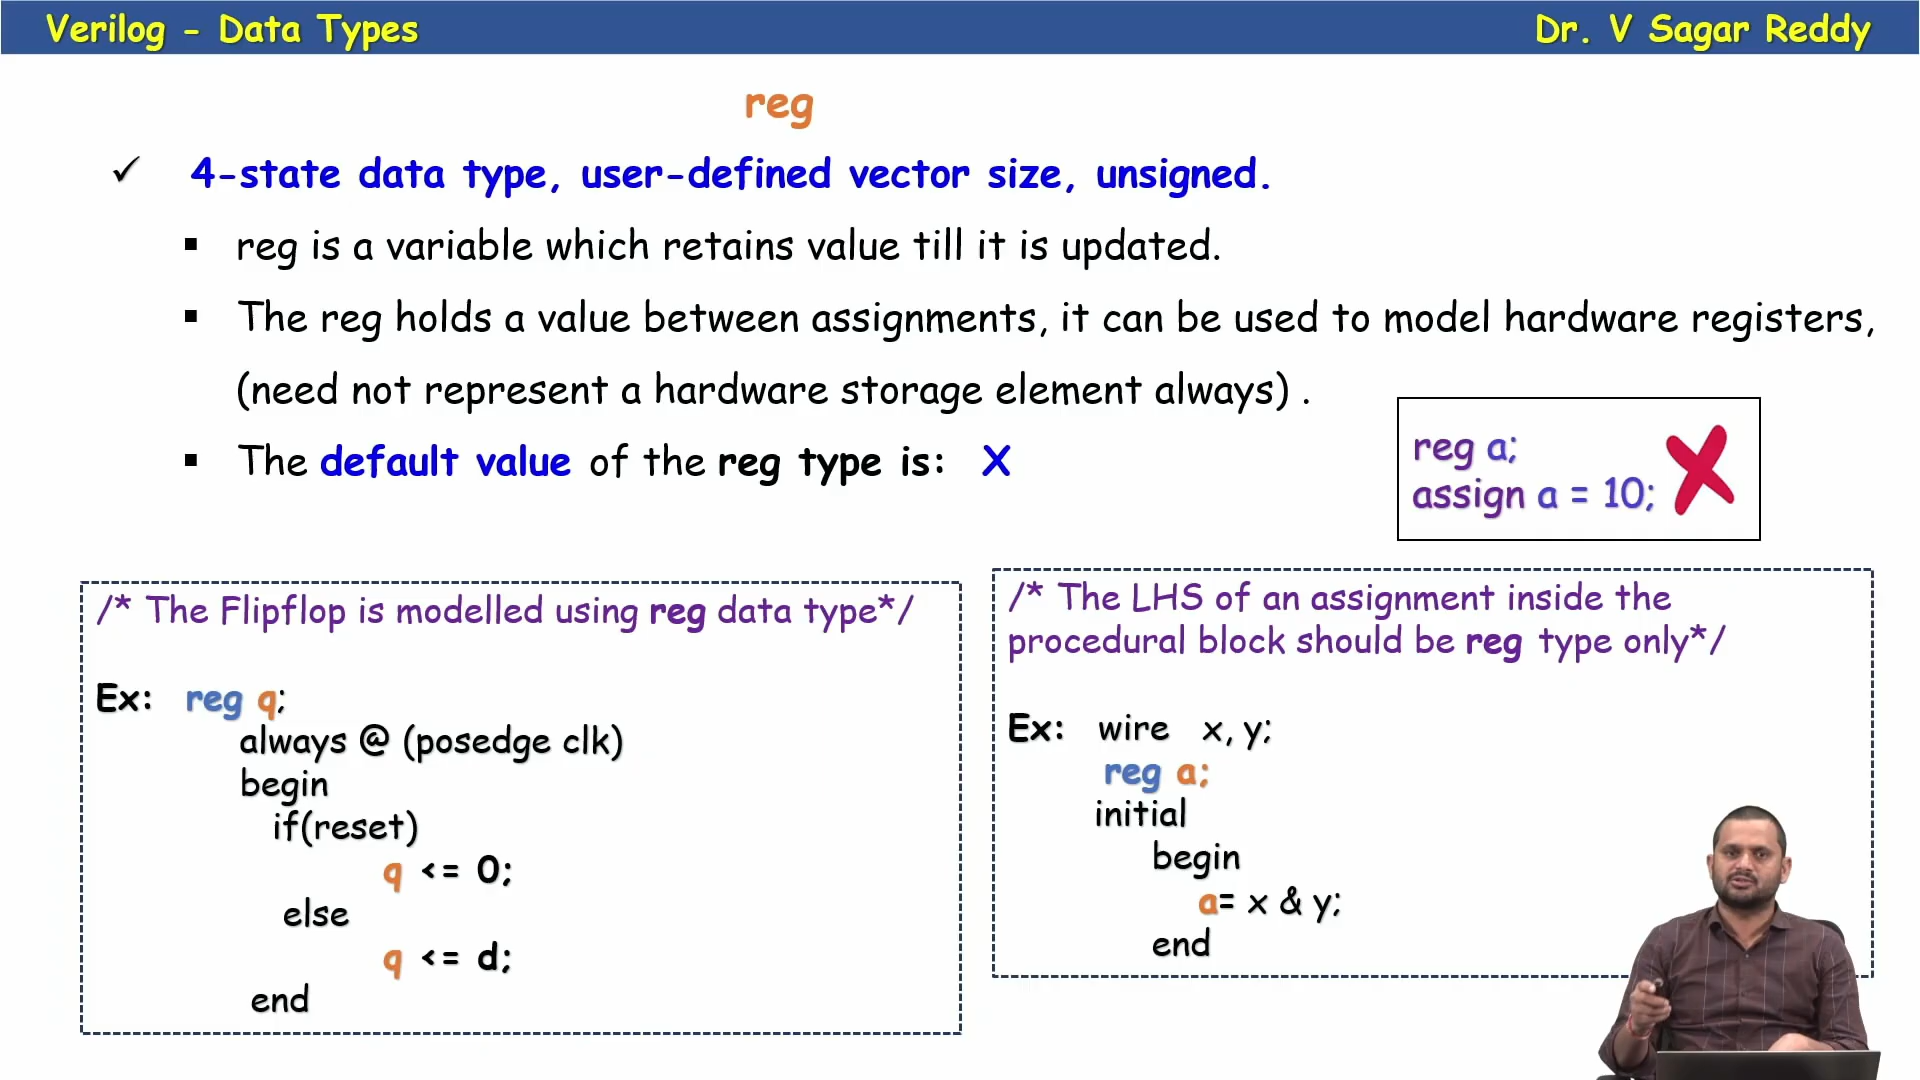 Verilog - Data Types
Dr. V Sagar Reddy
reg
✓ 4-state data type, user-defined vector size, unsigned.
▪ reg is a variable which retains value till it is updated.
▪ The reg holds a value between assignments, it can be used to model hardware registers,
(need not represent a hardware storage element always) .
▪ The default value of the reg type is: X
reg a;
assign a = 10;
/* The Flipflop is modelled using reg data type*/
Ex: reg q;
always @ (posedge clk)
begin
if(reset)
q <= 0;
else
q <= d;
end
/* The LHS of an assignment inside the
procedural block should be reg type only*/
Ex: wire x, y;
reg a;
initial
begin
a= x & y;
end